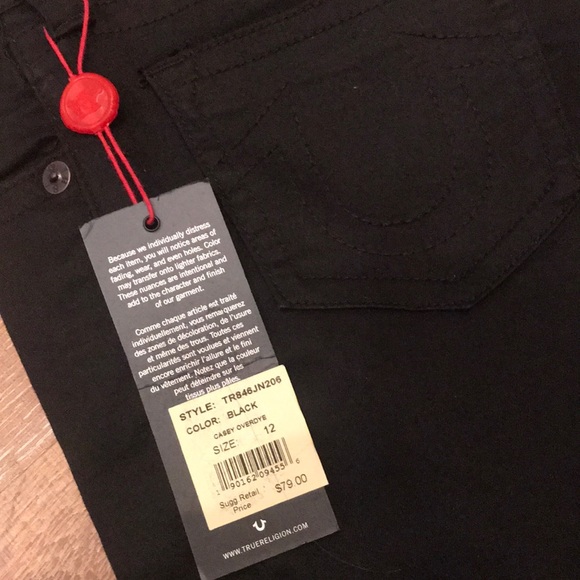 Because we individually distress
each item, you will notice areas of
fading, wear, and even holes. Color
may transfer onto lighter fabrics.
These nuances are intentional and
add to the character and finish
of our garment.
Comme chaque article est traité
individuellement, vous remarquerez
des zones de décoloration, de l'usure
et même des trous. Toutes ces
particularités sont voulues et viennent
encore enrichir l'allure et le fini
du vêtement. Notez que la couleur
peut déteindre sur les
tissus plus pâles.
STYLE: TR846JN206
COLOR: BLACK
CASEY OVERDYE
SIZE: 12
1 90162 09455 6
Sugg Retail
Price
$79.00
WWW.TRUERELIGION.COM